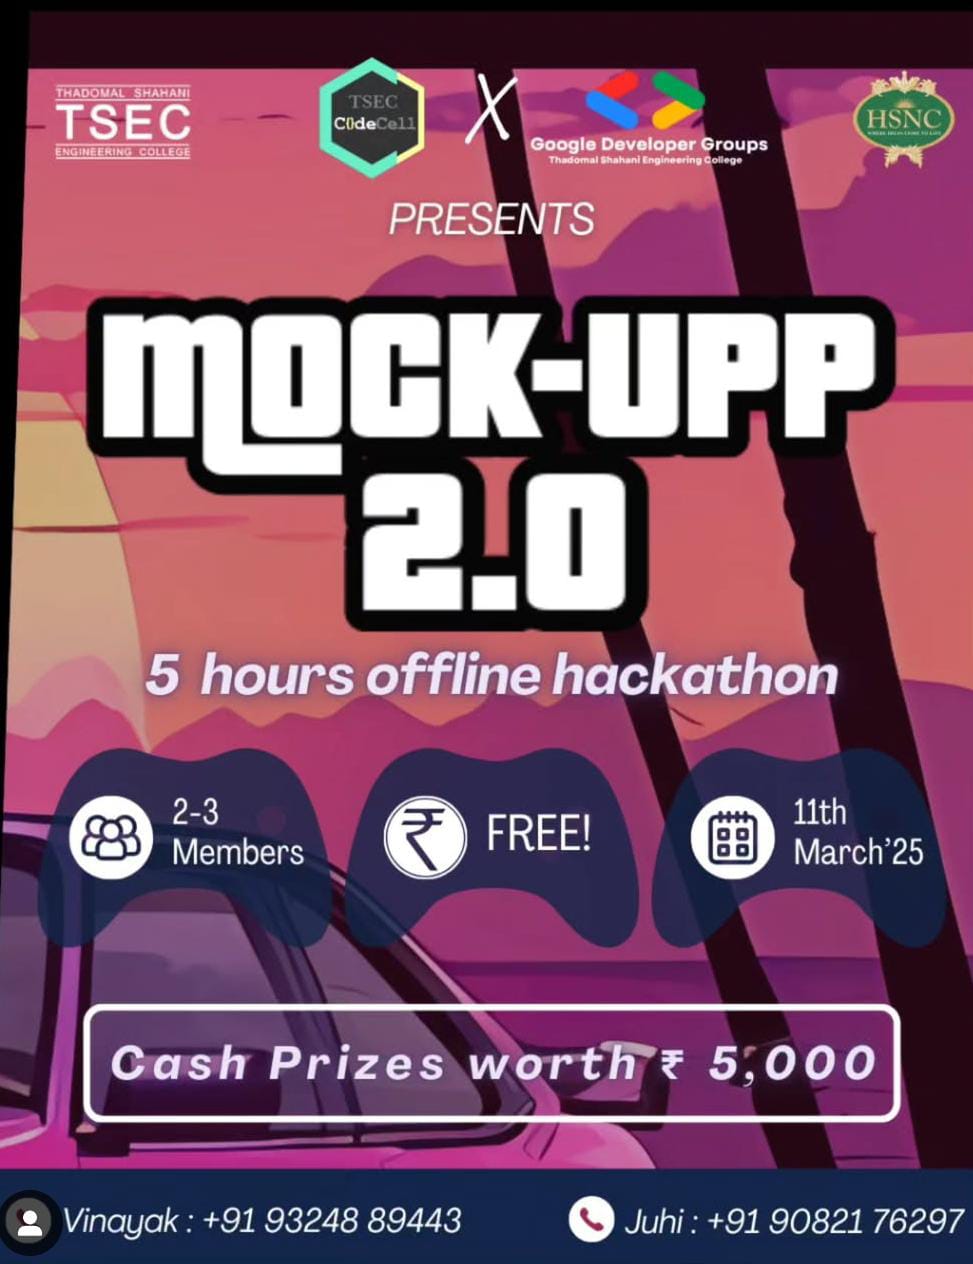 THADOMAL SHAHANI
TSEC
ENGINEERING COLLEGE
TSEC
CodeCell
X
Google Developer Groups
Thadomal Shahani Engineering College
HSNC
PRESENTS
MOCK-UPP
2.0
5 hours offline hackathon
2-3
Members
FREE!
11th
March'25
Cash Prizes worth ₹ 5,000
Vinayak : +91 93248 89443
Juhi : +91 90821 76297